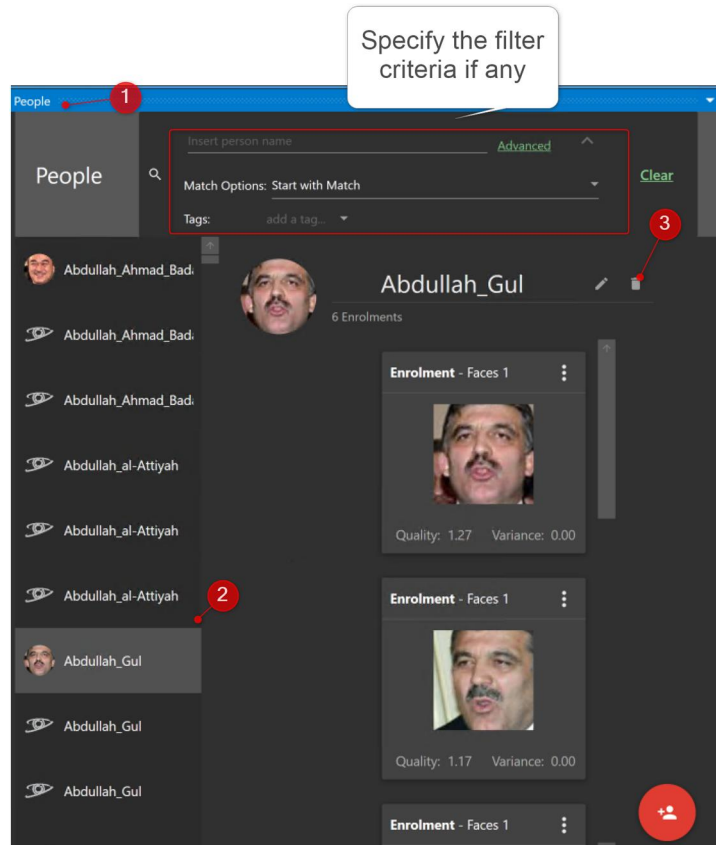 Specify the filter
criteria if any
People
1
People
Insert person name
Advanced
Match Options: Start with Match
Clear
Tags:
add a tag...
3
Abdullah_Ahmad_Bada
Abdullah_Gul
6 Enrolments
Abdullah_Ahmad_Bada
Enrolment - Faces 1
Abdullah_Ahmad_Bada
Abdullah_al-Attiyah
Abdullah_al-Attiyah
Quality: 1.27 Variance: 0.00
Abdullah_al-Attiyah
2
Enrolment - Faces 1
Abdullah_Gul
Abdullah_Gul
Quality: 1.17 Variance: 0.00
Abdullah_Gul
Enrolment - Faces 1